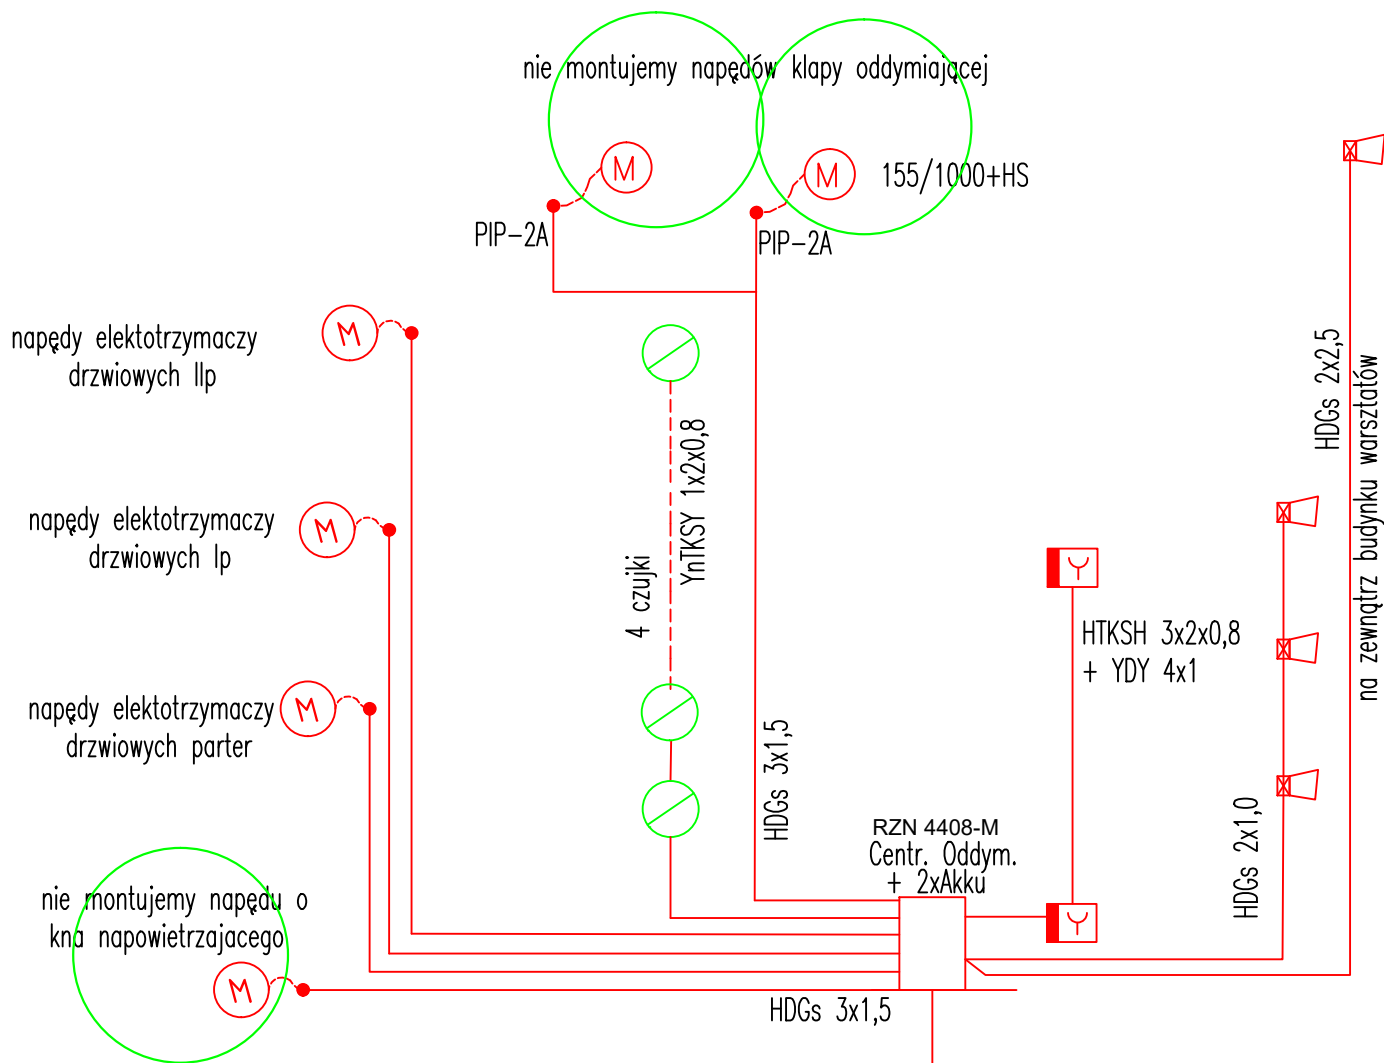 nie montujemy napędów klapy oddymiającej
M
M
155/1000+HS
PIP-2A
PIP-2A
napędy elektotrzymaczy
drzwiowych IIp
M
HDGs 2x2,5
na zewnątrz budynku warsztatów
YnTKSY 1x2x0,8
4 czujki
napędy elektotrzymaczy
drzwiowych Ip
M
HTKSH 3x2x0,8
+ YDY 4x1
napędy elektotrzymaczy
drzwiowych parter
M
HDGs 3x1,5
HDGs 2x1,0
RZN 4408-M
Centr. Oddym.
+ 2xAkku
nie montujemy napędu o
kna napowietrzajacego
M
HDGs 3x1,5